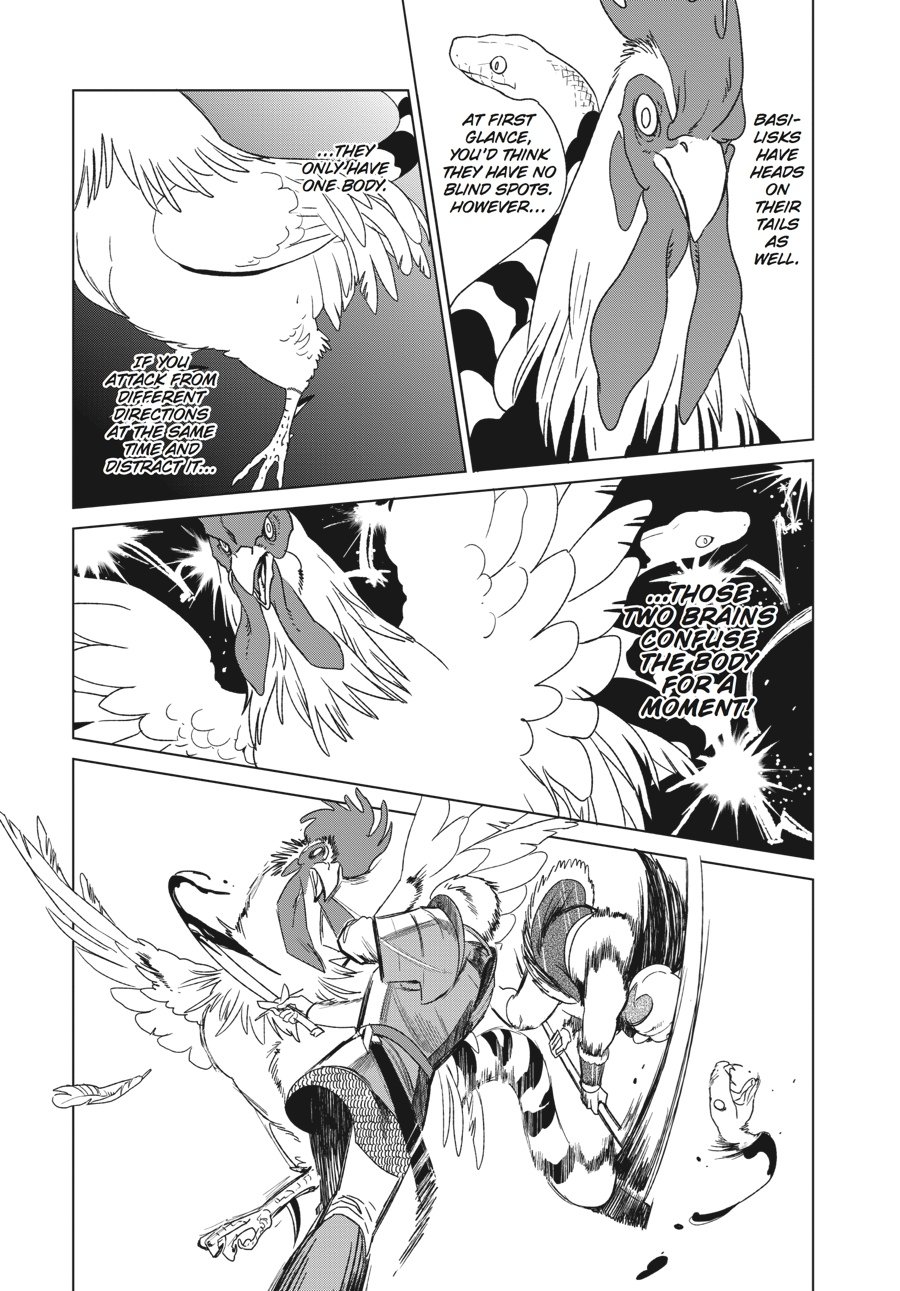 BASI-
LISKS
HAVE
HEADS
ON
THEIR
TAILS
AS
WELL.
AT FIRST
GLANCE,
YOU'D THINK
THEY HAVE NO
BLIND SPOTS.
HOWEVER...
...THEY
ONLY HAVE
ONE BODY.
IF YOU
ATTACK FROM
DIFFERENT
DIRECTIONS
AT THE SAME
TIME AND
DISTRACT IT...
...THOSE
TWO BRAINS
CONFUSE
THE BODY
FOR A
MOMENT!